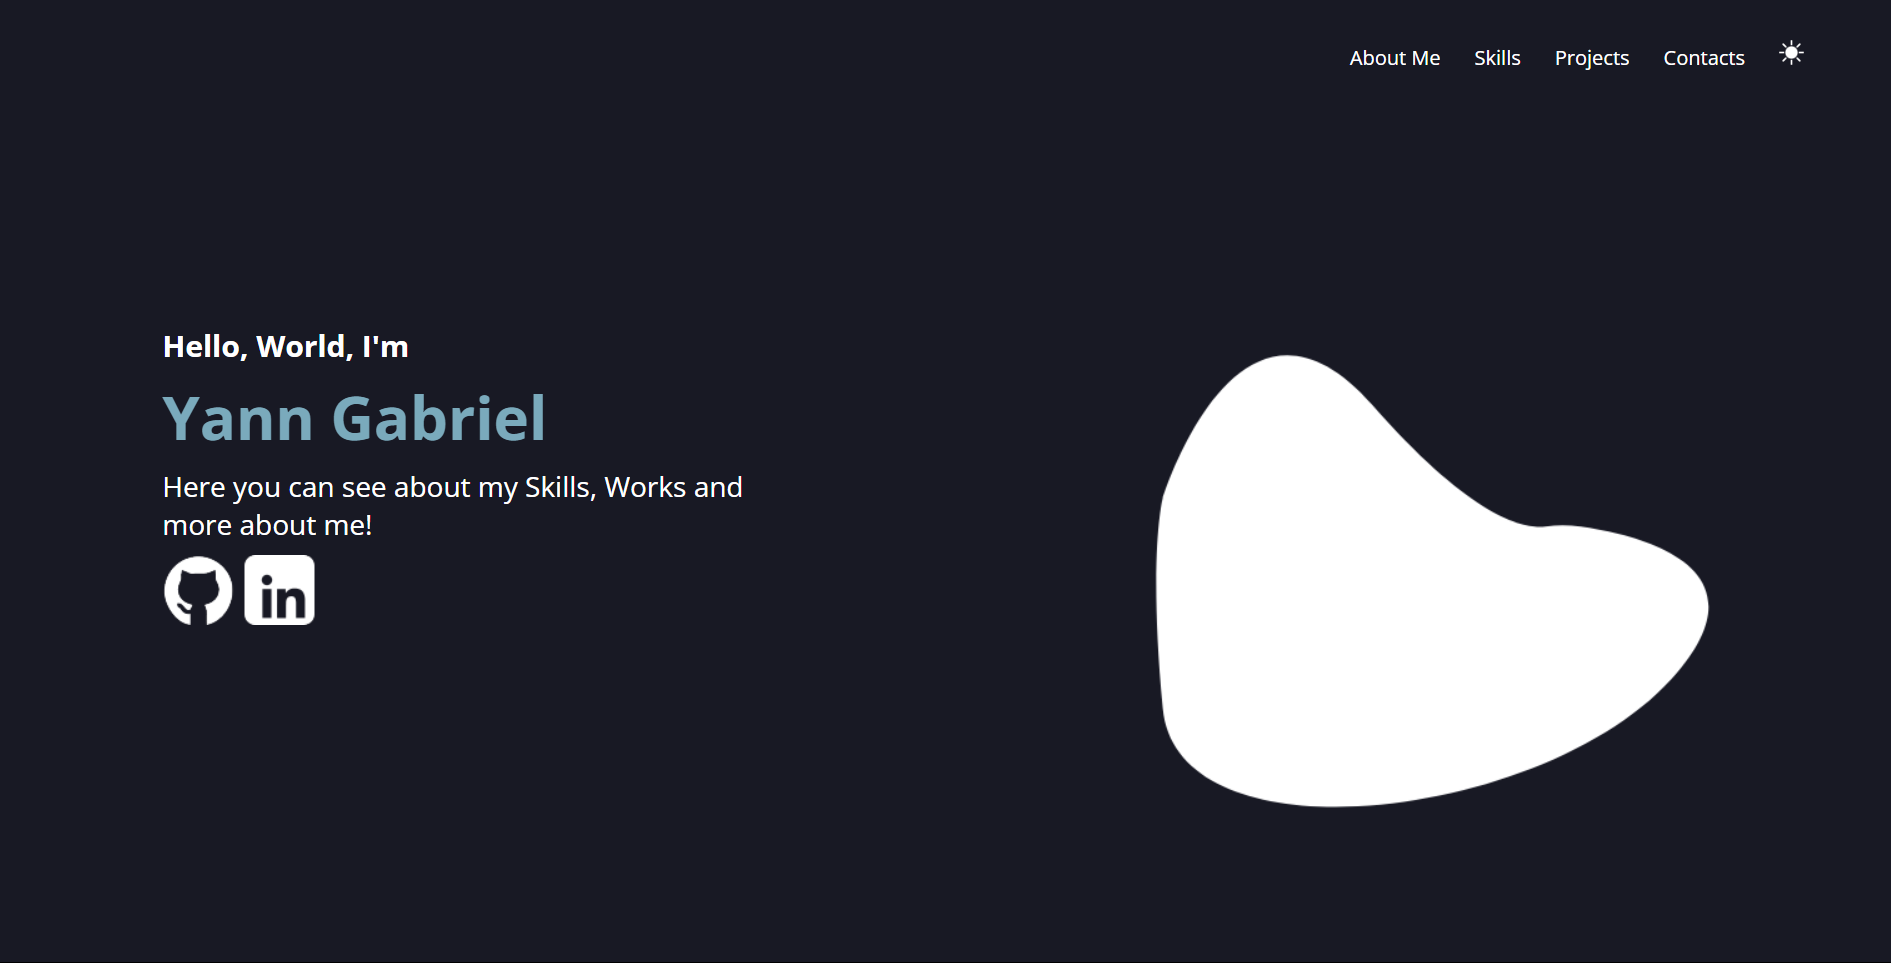 About Me Skills Projects Contacts
Hello, World, I'm
Yann Gabriel
Here you can see about my Skills, Works and
more about me!
in